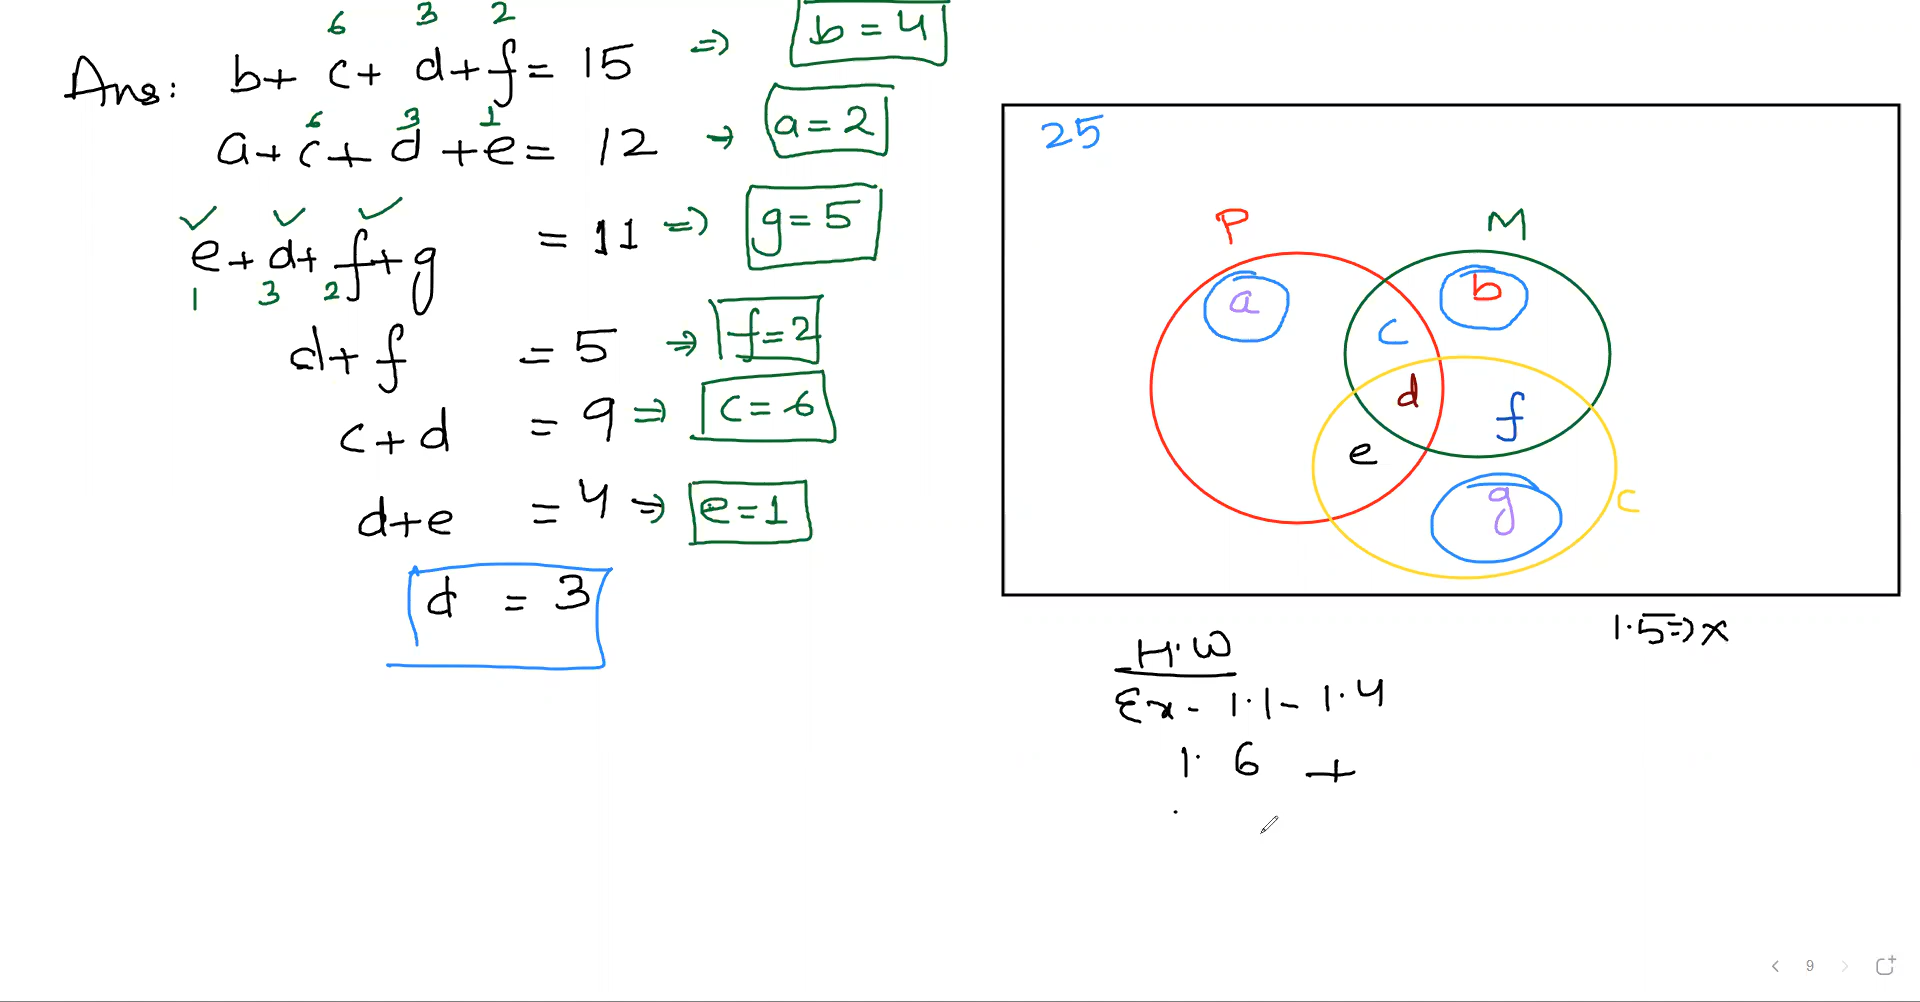 6 3 2
Ans: b+ c+ d+f= 15 => b = 4
6 3 1
a+c+ d +e= 12 → a = 2
✓ ✓ ✓
e+d+ f+g = 11 => g = 5
1 3 2
d+ f = 5 => f=2
c+d = 9 => c = 6
d+e = 4 => e=1
d = 3
25
P M
a b
c
d f
e
g C
1.5=> x
H.W
Ex - 1.1- 1.4
1. 6 +
9